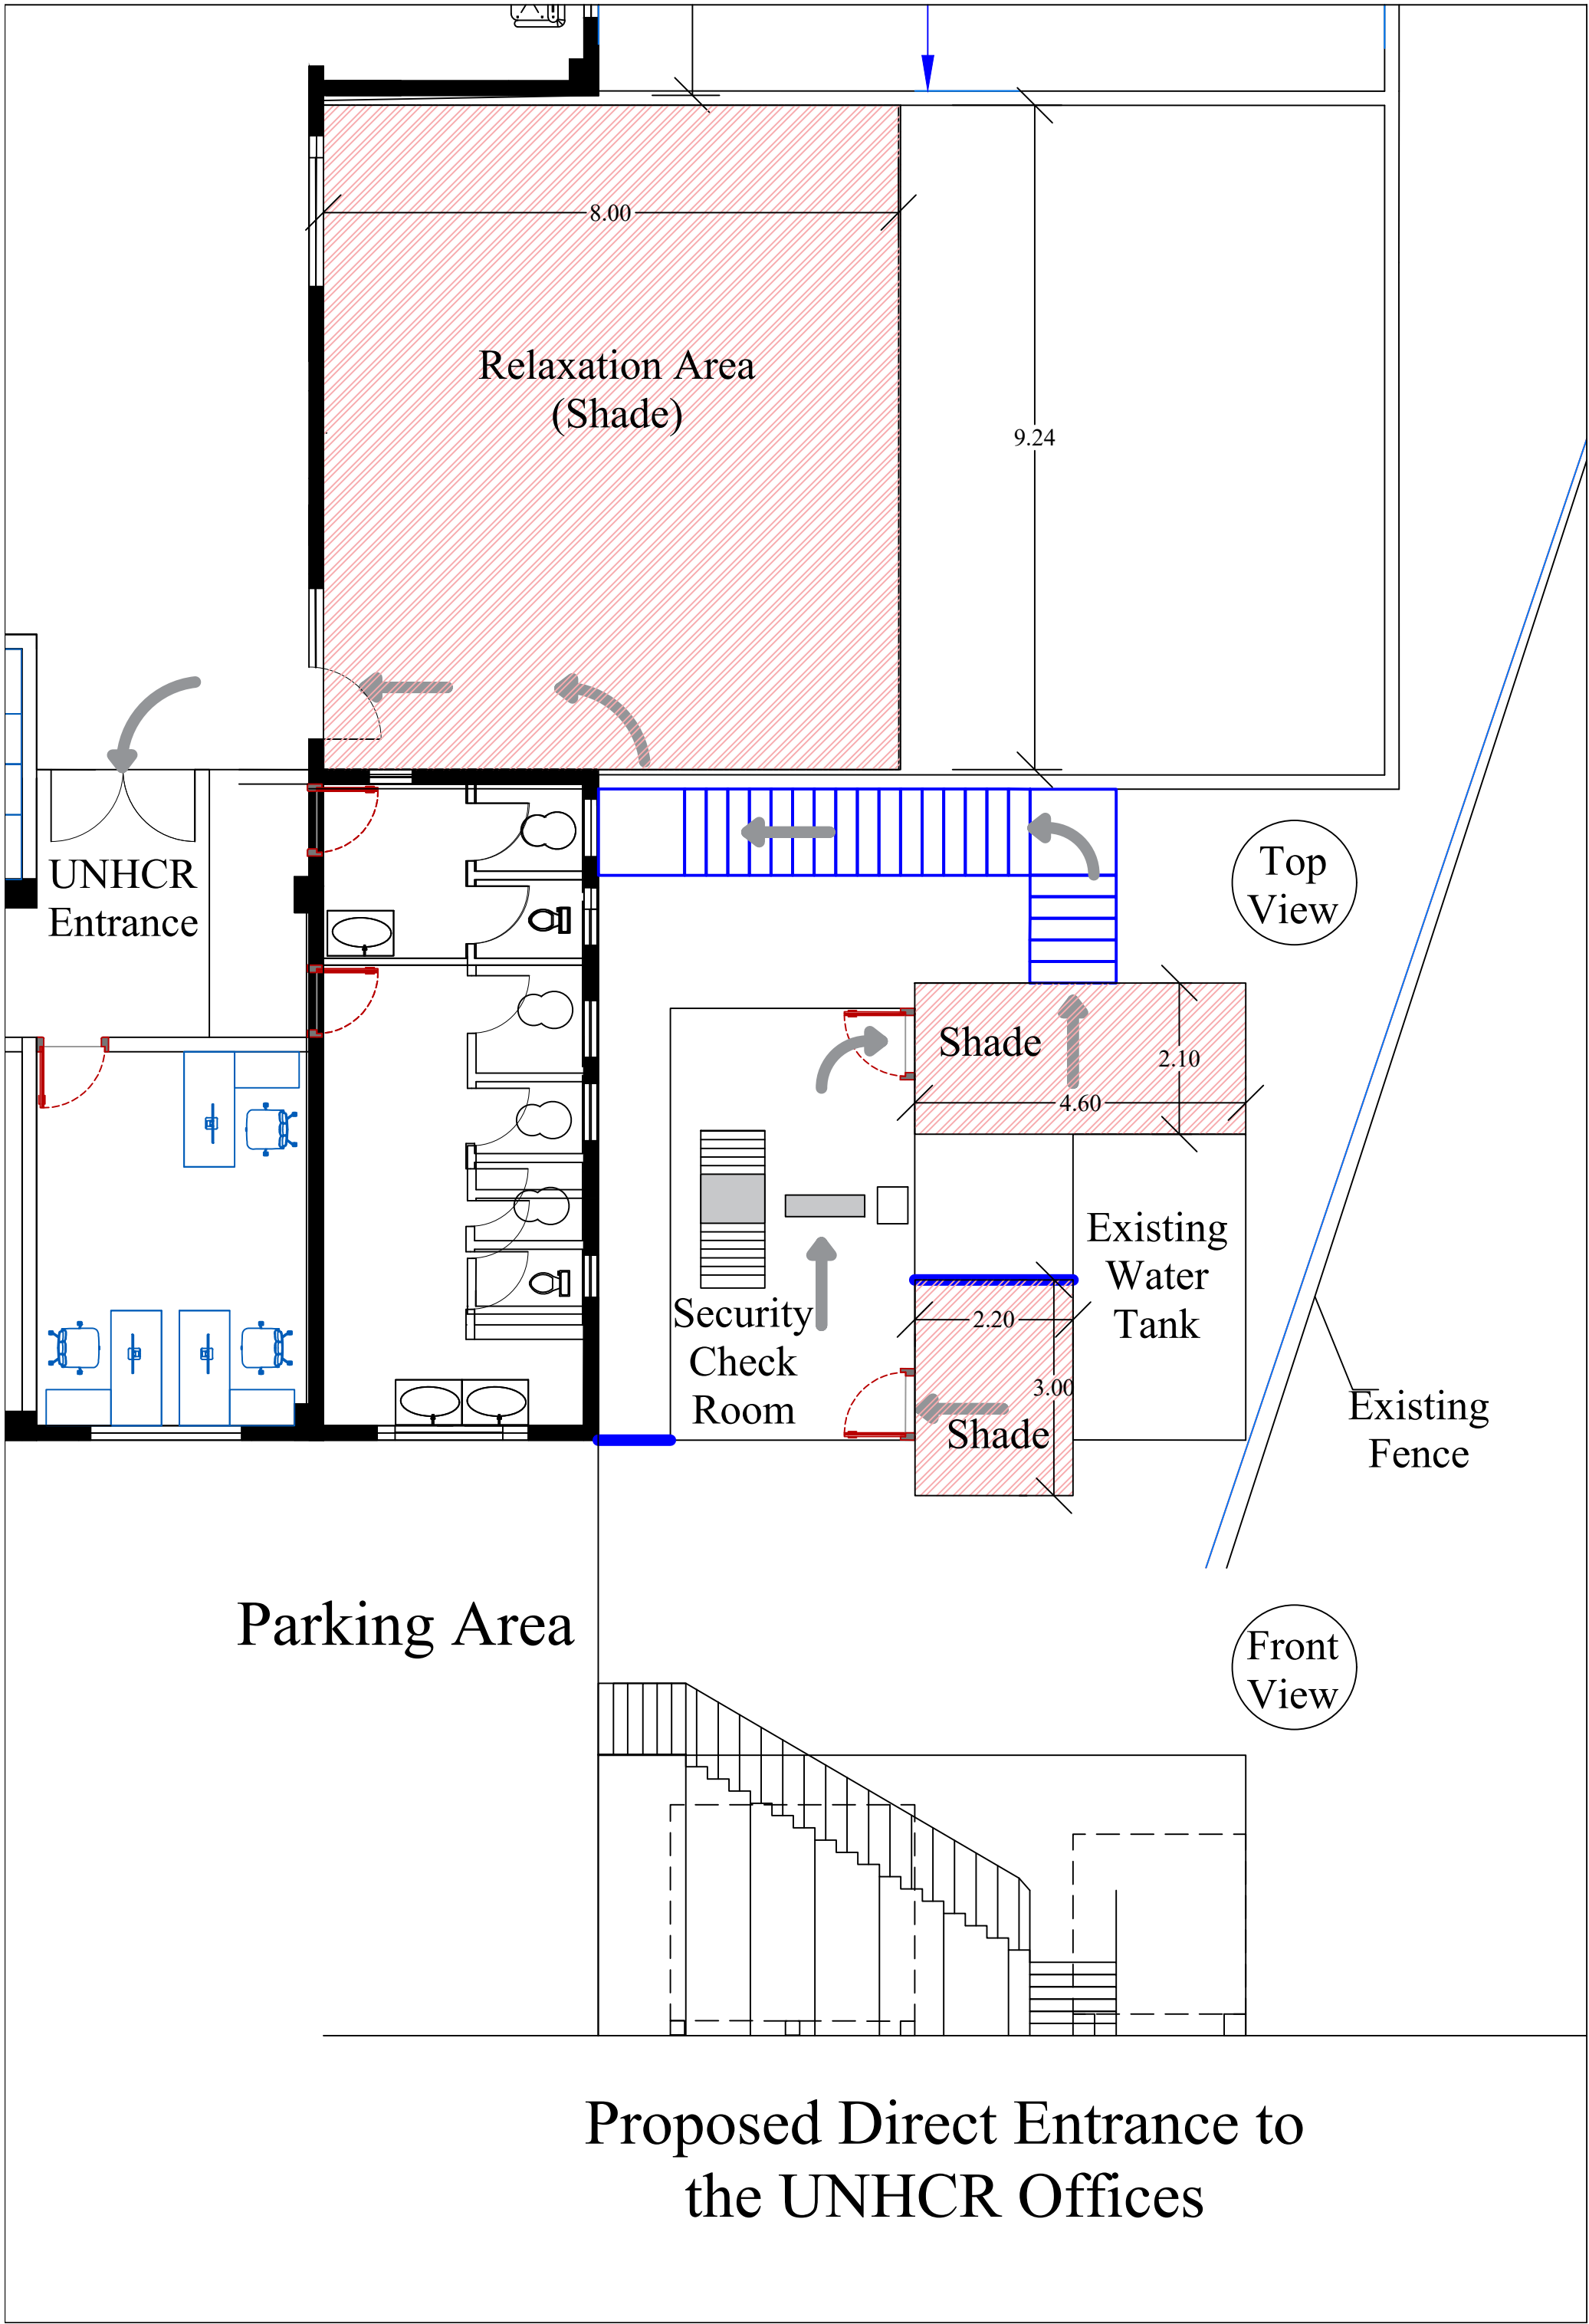 8.00
Relaxation Area
(Shade)
9.24
UNHCR
Entrance
Top
View
Shade
2.10
4.60
Existing
Water
Tank
Security
Check
Room
2.20
3.00
Shade
Existing
Fence
Parking Area
Front
View
Proposed Direct Entrance to
the UNHCR Offices